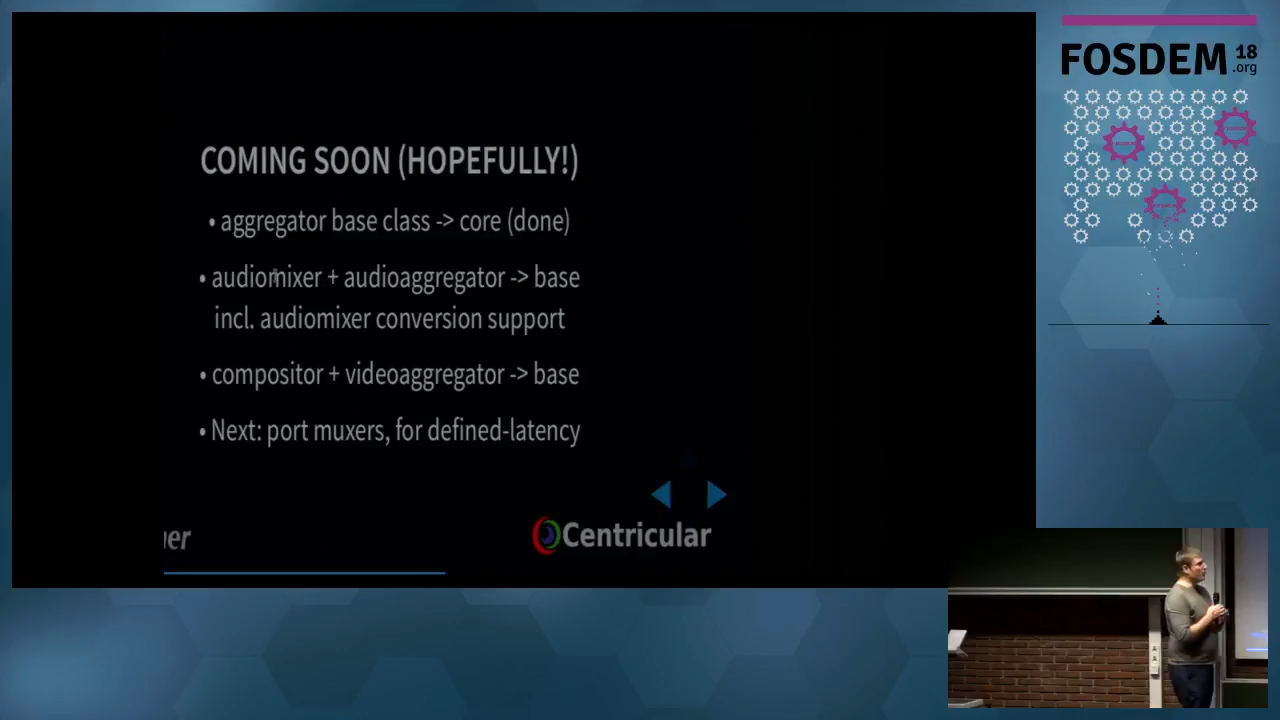 FOSDEM 18
.org
COMING SOON (HOPEFULLY!)
• aggregator base class -> core (done)
• audiomixer + audioaggregator -> base
incl. audiomixer conversion support
• compositor + videoaggregator -> base
• Next: port muxers, for defined-latency
ner
Centricular